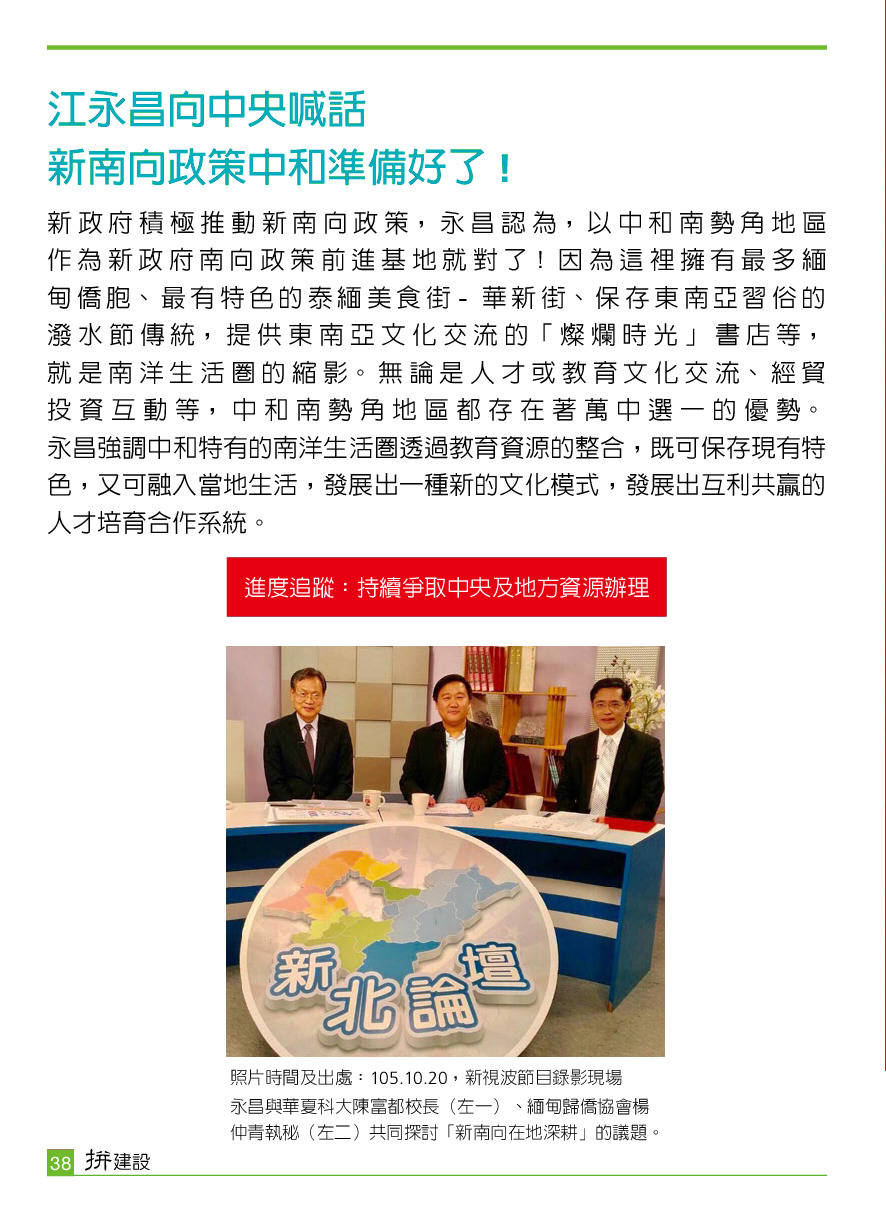 江永昌向中央喊話
新南向政策中和準備好了！
新政府積極推動新南向政策，永昌認為，以中和南勢角地區
作為新政府南向政策前進基地就對了！因為這裡擁有最多緬
甸僑胞、最有特色的泰緬美食街-華新街、保存東南亞習俗的
潑水節傳統，提供東南亞文化交流的「燦爛時光」書店等，
就是南洋生活圈的縮影。無論是人才或教育文化交流、經貿
投資互動等，中和南勢角地區都存在著萬中選一的優勢。
永昌強調中和特有的南洋生活圈透過教育資源的整合，既可保存現有特
色，又可融入當地生活，發展出一種新的文化模式，發展出互利共贏的
人才培育合作系統。
進度追蹤：持續爭取中央及地方資源辦理
新北論壇
照片時間及出處：105.10.20，新視波節目錄影現場
永昌與華夏科大陳富都校長（左一）、緬甸歸僑協會楊
仲青執秘（左二）共同探討「新南向在地深耕」的議題。
38 拚建設